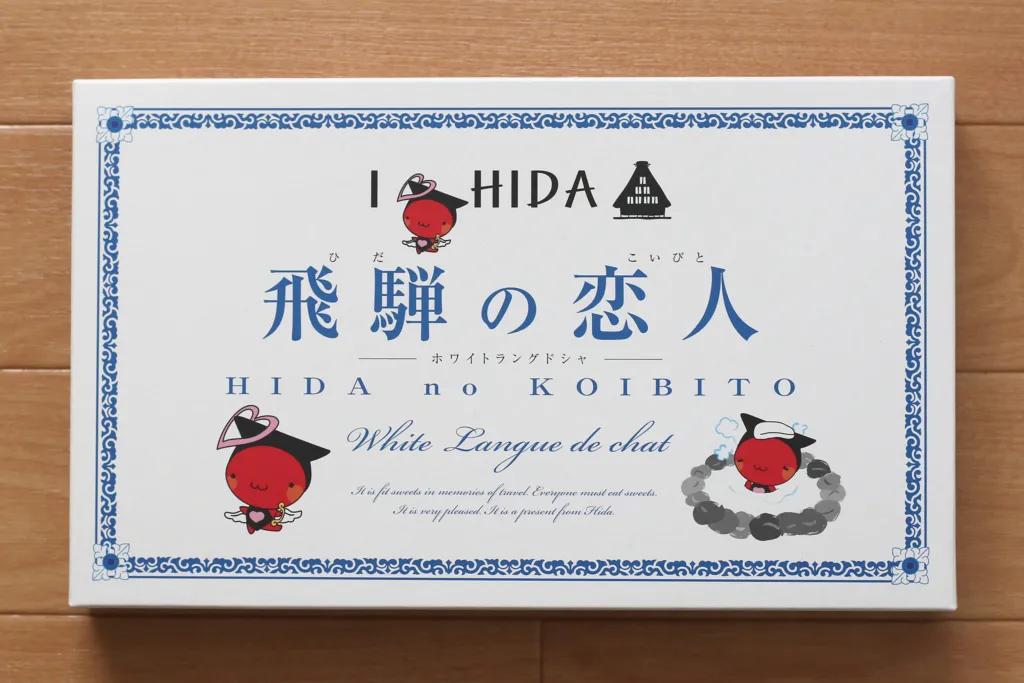 I HIDA
ひだ こいびと
飛騨の恋人
ホワイトラングドシャ
HIDA no KOIBITO
White Langue de chat
It is fit sweets in memories of travel. Everyone must eat sweets.
It is very pleased. It is a present from Hida.